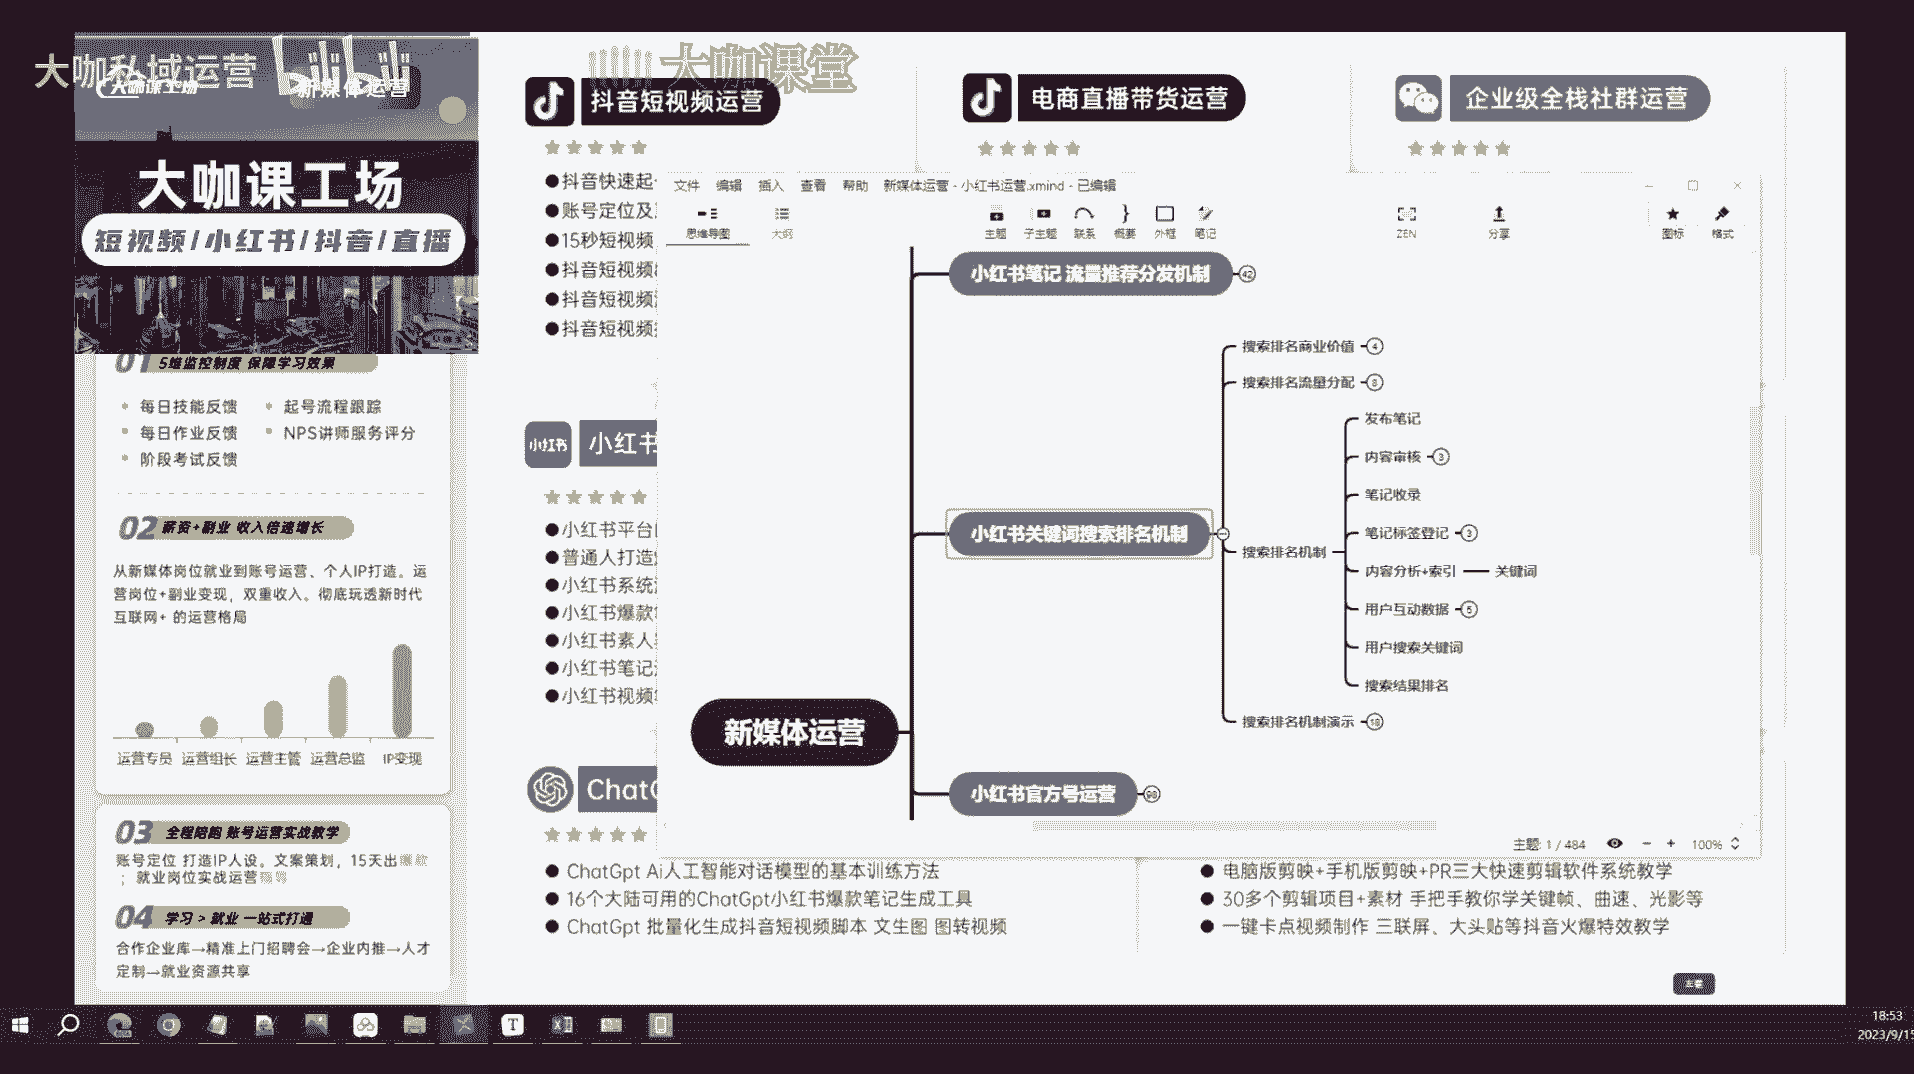 大咖私域运营
bilibili
大咖课工场
新媒体运营
大咖课堂
大咖课工场
短视频/小红书/抖音/直播
01 5维监控制度 保障学习效果
每日技能反馈
起号流程跟踪
每日作业反馈
NPS讲师服务评分
阶段考试反馈
02 薪资+副业 收入倍速增长
从新媒体岗位就业到账号运营、个人IP打造。运
营岗位+副业变现，双重收入。彻底玩透新时代
互联网+ 的运营格局
运营专员 运营组长 运营主管 运营总监 IP变现
03 全程陪跑 账号运营实战教学
账号定位 打造IP人设。文案策划，15天出爆款
；就业岗位实战运营
04 学习 > 就业 一站式打通
合作企业库→精准上门招聘会→企业内推→人才
定制→就业资源共享
抖音短视频运营
电商直播带货运营
企业级全栈社群运营
抖音快速起
账号定位及
15秒短视频
抖音短视频
抖音短视频
抖音短视频
小红书 小红书
小红书平台
普通人打造
小红书系统
小红书爆款
小红书素人
小红书笔记
小红书视频
ChatG
ChatGpt Ai人工智能对话模型的基本训练方法
16个大陆可用的ChatGpt小红书爆款笔记生成工具
ChatGpt 批量化生成抖音短视频脚本 文生图 图转视频
电脑版剪映+手机版剪映+PR三大快速剪辑软件系统教学
30多个剪辑项目+素材 手把手教你学关键帧、曲速、光影等
一键卡点视频制作 三联屏、大头贴等抖音火爆特效教学
文件 编辑 插入 查看 帮助 新媒体运营 - 小红书运营.xmind - 已编辑
思维导图 大纲 主题 子主题 联系 概要 外框 笔记 ZEN 分享 图标 格式
小红书笔记 流量推荐分发机制 42
搜索排名商业价值 4
搜索排名流量分配 8
发布笔记
内容审核 3
笔记收录
小红书关键词搜索排名机制
笔记标签登记 3
搜索排名机制
内容分析+索引 关键词
用户互动数据 5
用户搜索关键词
搜索结果排名
搜索排名机制演示 18
新媒体运营
小红书官方号运营 98
主题: 1 / 484 100%
18:53
2023/9/15